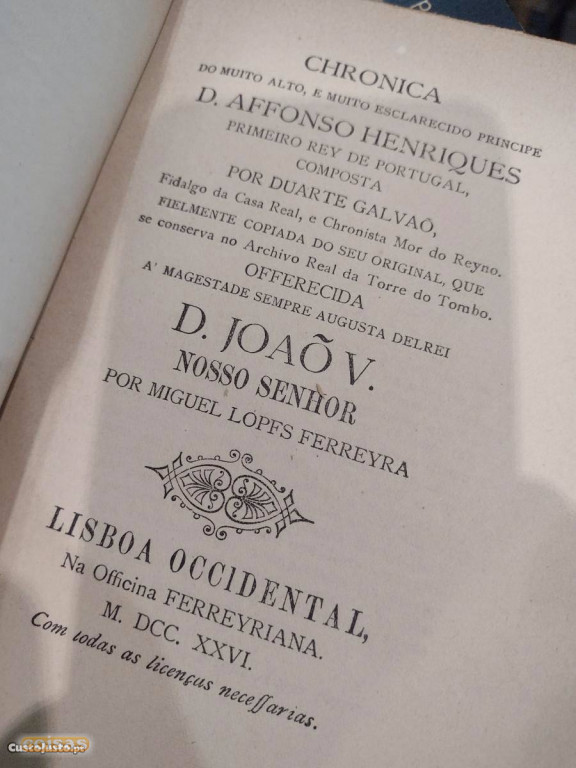 CHRONICA
DO MUITO ALTO, E MUITO ESCLARECIDO PRINCIPE
D. AFFONSO HENRIQUES
PRIMEIRO REY DE PORTUGAL,
COMPOSTA
POR DUARTE GALVAÕ,
Fidalgo da Casa Real, e Chronista Mor do Reyno.
FIELMENTE COPIADA DO SEU ORIGINAL, QUE
se conserva no Archivo Real da Torre do Tombo.
OFFERECIDA
A' MAGESTADE SEMPRE AUGUSTA DELREI
D. JOAÕ V.
NOSSO SENHOR
POR MIGUEL LOPFS FERREYRA
LISBOA OCCIDENTAL,
Na Officina FERREYRIANA.
M. DCC. XXVI.
Com todas as licenças neceſſarias.